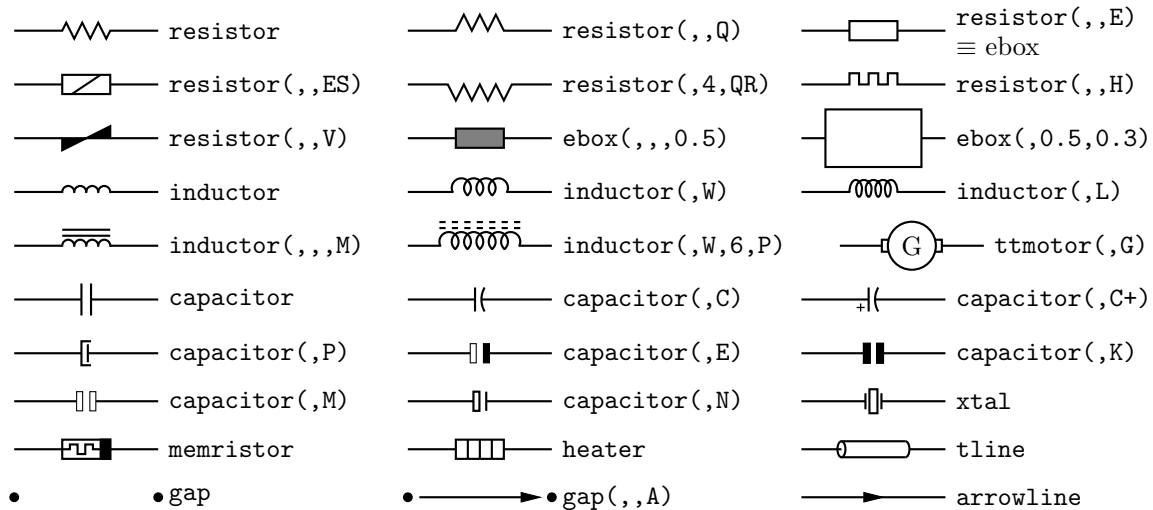 resistor
resistor(,,Q)
resistor(,,E)
≡ ebox
resistor(,,ES)
resistor(,4,QR)
resistor(,,H)
resistor(,,V)
ebox(,,,0.5)
ebox(,0.5,0.3)
inductor
inductor(,W)
inductor(,L)
inductor(,,,M)
inductor(,W,6,P)
G
ttmotor(,G)
capacitor
capacitor(,C)
+
capacitor(,C+)
capacitor(,P)
capacitor(,E)
capacitor(,K)
capacitor(,M)
capacitor(,N)
xtal
memristor
heater
tline
gap
gap(,,A)
arrowline